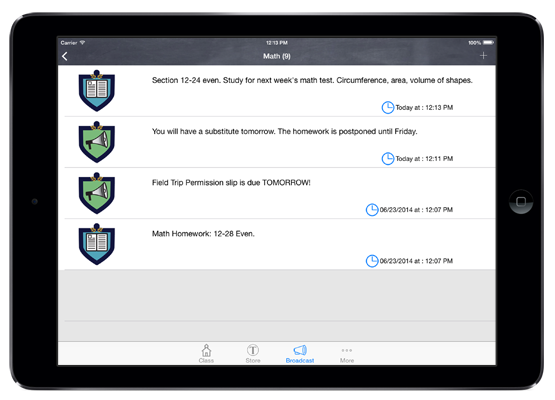 Carrier 12:13 PM 100%
Math (9) +
Section 12-24 even. Study for next week's math test. Circumference, area, volume of shapes.
Today at : 12:13 PM
You will have a substitute tomorrow. The homework is postponed until Friday.
Today at : 12:11 PM
Field Trip Permission slip is due TOMORROW!
06/23/2014 at : 12:07 PM
Math Homework: 12-28 Even.
06/23/2014 at : 12:07 PM
Class Store Broadcast More